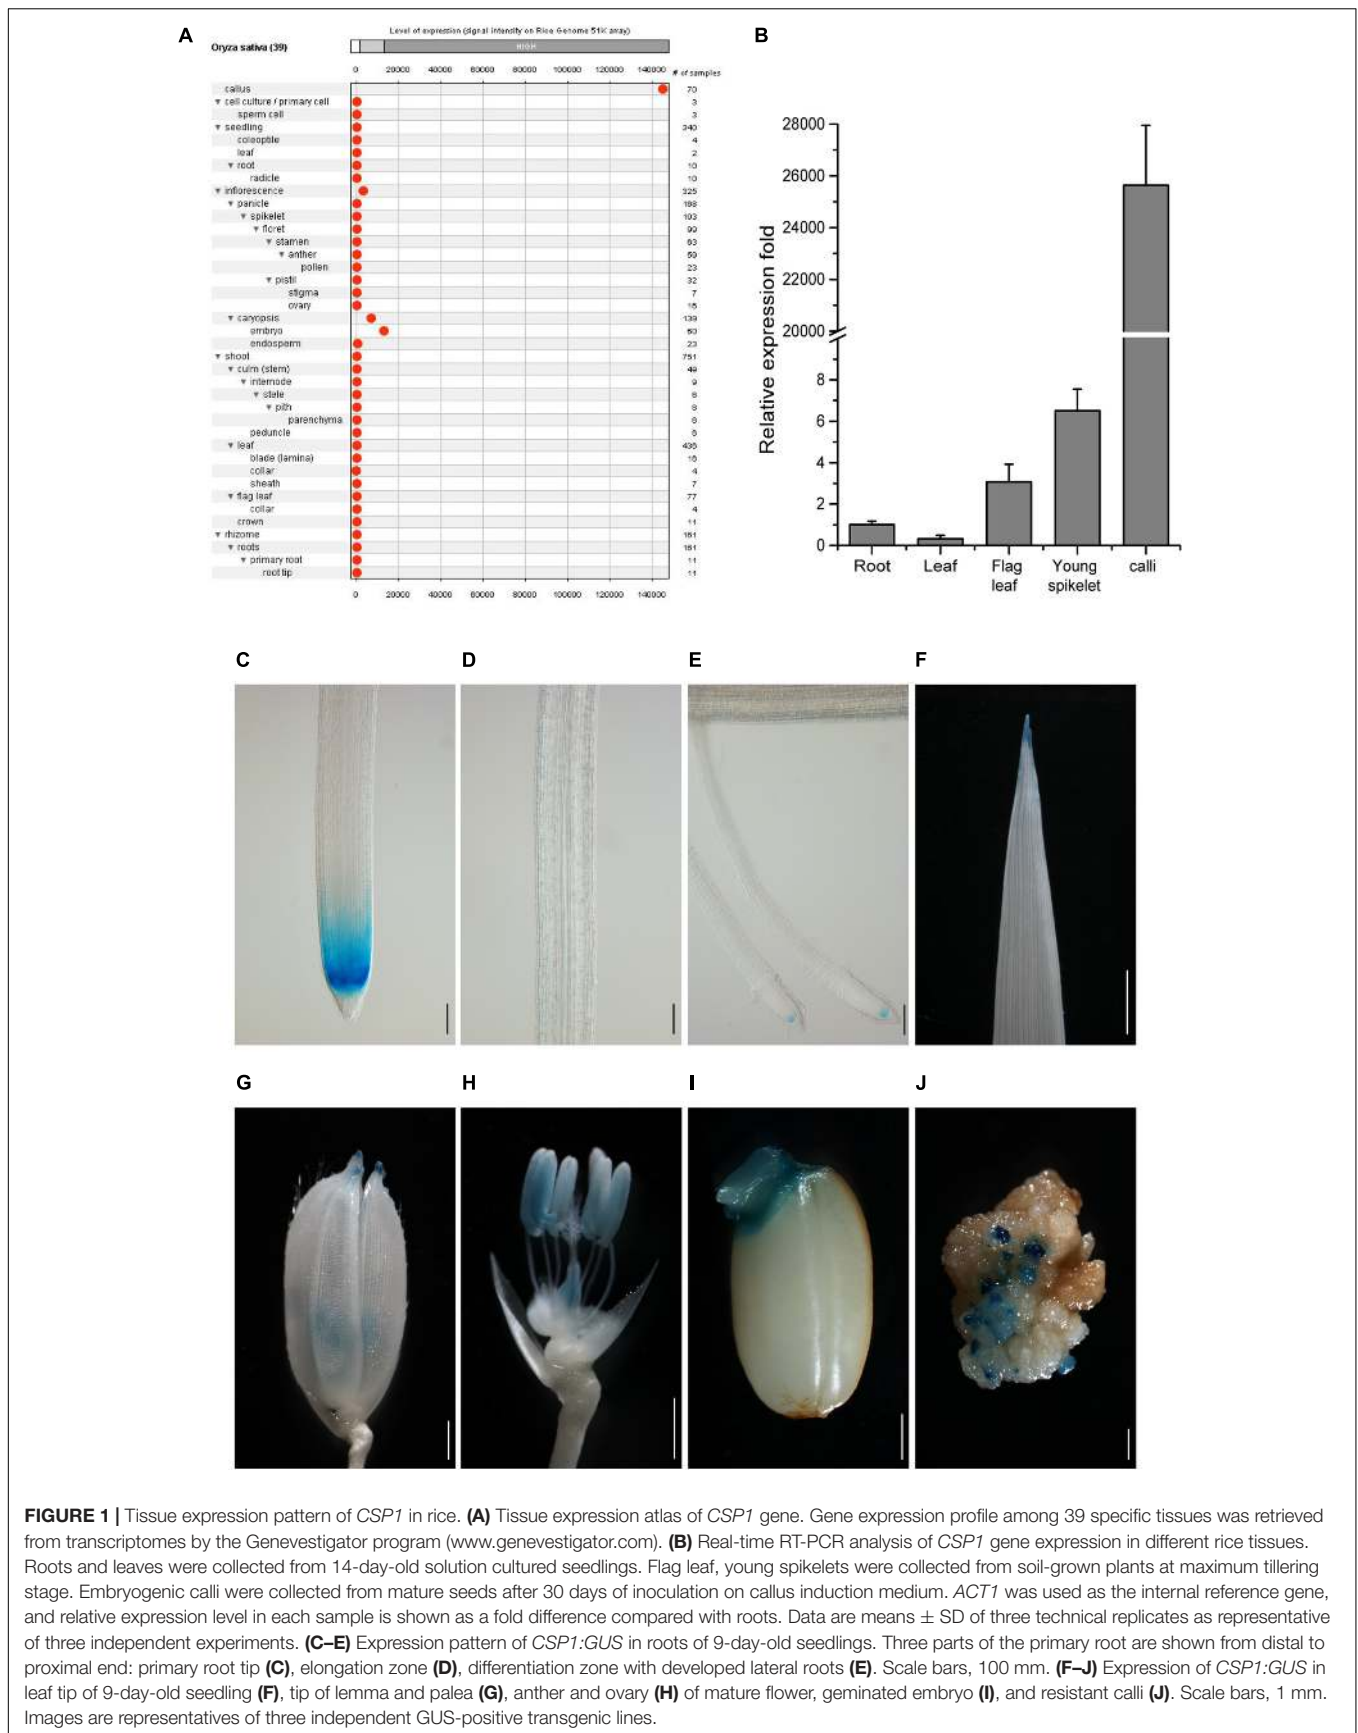 A
Oryza sativa (39)
Level of expression (signal intensity on Rice Genome 51K array)
HIGH
0 20000 40000 60000 80000 100000 120000 140000 # of samples
callus 70
▼ cell culture / primary cell 3
sperm cell 3
▼ seedling 340
coleoptile 4
leaf 2
▼ root 10
radicle 10
▼ inflorescence 325
▼ panicle 188
▼ spikelet 103
▼ floret 99
▼ stamen 63
▼ anther 59
pollen 23
▼ pistil 32
stigma 7
ovary 16
▼ caryopsis 139
embryo 50
endosperm 23
▼ shoot 751
▼ culm (stem) 49
▼ internode 9
▼ stele 8
▼ pith 8
parenchyma 8
peduncle 6
▼ leaf 436
blade (lamina) 16
collar 4
sheath 7
▼ flag leaf 77
collar 4
crown 11
▼ rhizome 161
▼ roots 161
▼ primary root 11
root tip 11
0 20000 40000 60000 80000 100000 120000 140000
B
Relative expression fold
28000
26000
24000
22000
20000
8
6
4
2
0
Root Leaf Flag leaf Young spikelet calli
C D E F
G H I J
FIGURE 1 | Tissue expression pattern of CSP1 in rice. (A) Tissue expression atlas of CSP1 gene. Gene expression profile among 39 specific tissues was retrieved
from transcriptomes by the Genevestigator program (www.genevestigator.com). (B) Real-time RT-PCR analysis of CSP1 gene expression in different rice tissues.
Roots and leaves were collected from 14-day-old solution cultured seedlings. Flag leaf, young spikelets were collected from soil-grown plants at maximum tillering
stage. Embryogenic calli were collected from mature seeds after 30 days of inoculation on callus induction medium. ACT1 was used as the internal reference gene,
and relative expression level in each sample is shown as a fold difference compared with roots. Data are means ± SD of three technical replicates as representative
of three independent experiments. (C–E) Expression pattern of CSP1:GUS in roots of 9-day-old seedlings. Three parts of the primary root are shown from distal to
proximal end: primary root tip (C), elongation zone (D), differentiation zone with developed lateral roots (E). Scale bars, 100 mm. (F–J) Expression of CSP1:GUS in
leaf tip of 9-day-old seedling (F), tip of lemma and palea (G), anther and ovary (H) of mature flower, geminated embryo (I), and resistant calli (J). Scale bars, 1 mm.
Images are representatives of three independent GUS-positive transgenic lines.